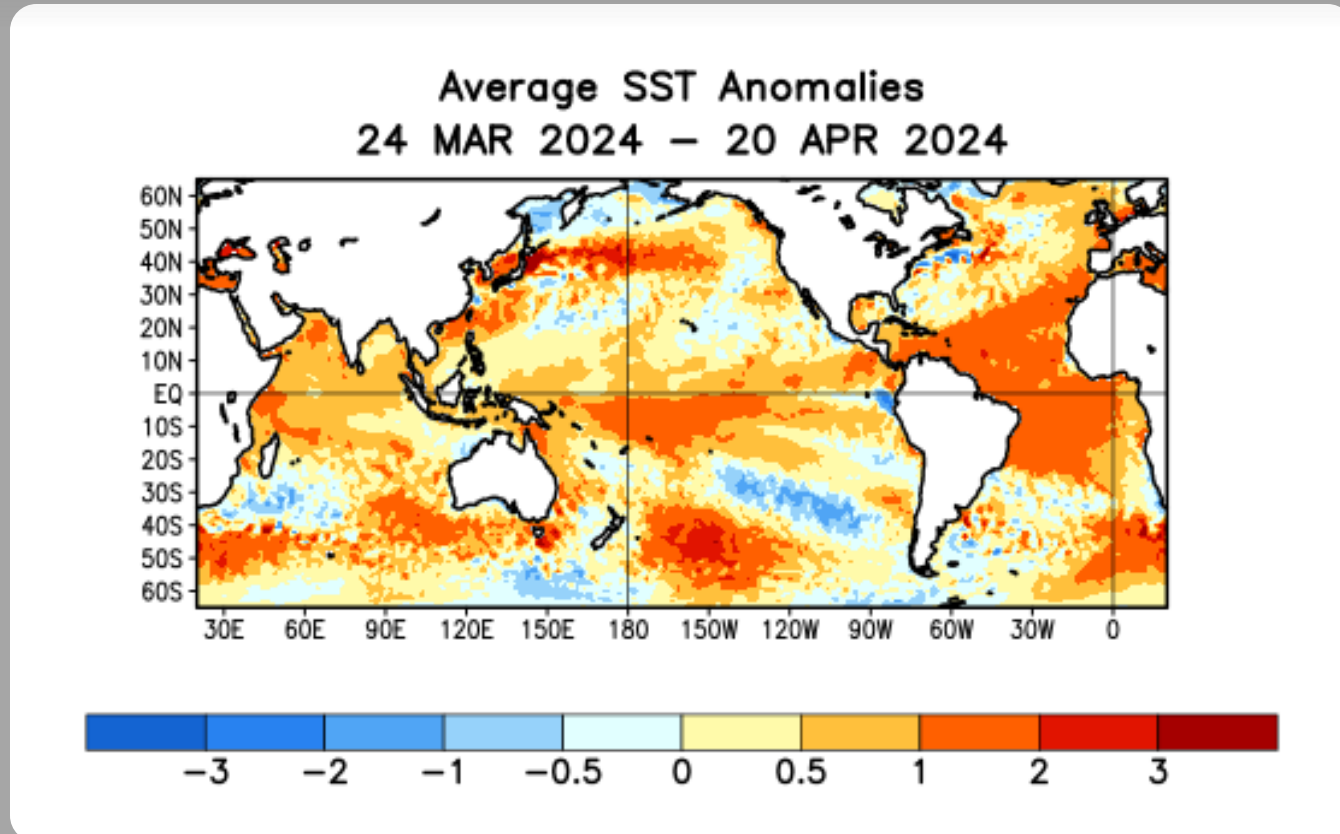 Average SST Anomalies
24 MAR 2024 – 20 APR 2024
60N
50N
40N
30N
20N
10N
EQ
10S
20S
30S
40S
50S
60S
30E 60E 90E 120E 150E 180 150W 120W 90W 60W 30W 0
−3 −2 −1 −0.5 0 0.5 1 2 3